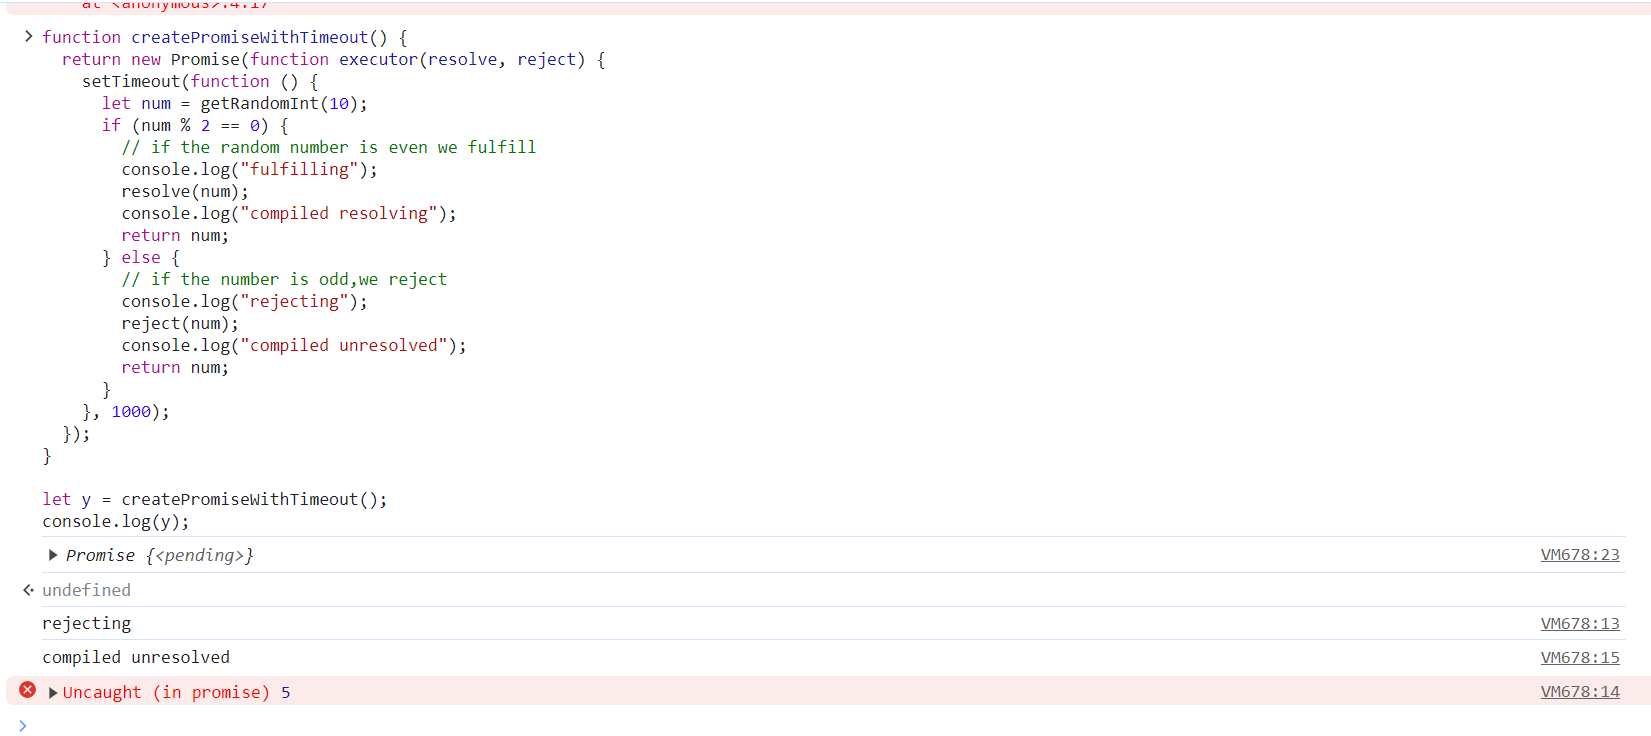 at <anonymous>:4:17
function createPromiseWithTimeout() {
  return new Promise(function executor(resolve, reject) {
    setTimeout(function () {
      let num = getRandomInt(10);
      if (num % 2 == 0) {
        // if the random number is even we fulfill
        console.log("fulfilling");
        resolve(num);
        console.log("compiled resolving");
        return num;
      } else {
        // if the number is odd,we reject
        console.log("rejecting");
        reject(num);
        console.log("compiled unresolved");
        return num;
      }
    }, 1000);
  });
}
let y = createPromiseWithTimeout();
console.log(y);
Promise {<pending>} VM678:23
undefined
rejecting VM678:13
compiled unresolved VM678:15
Uncaught (in promise) 5 VM678:14